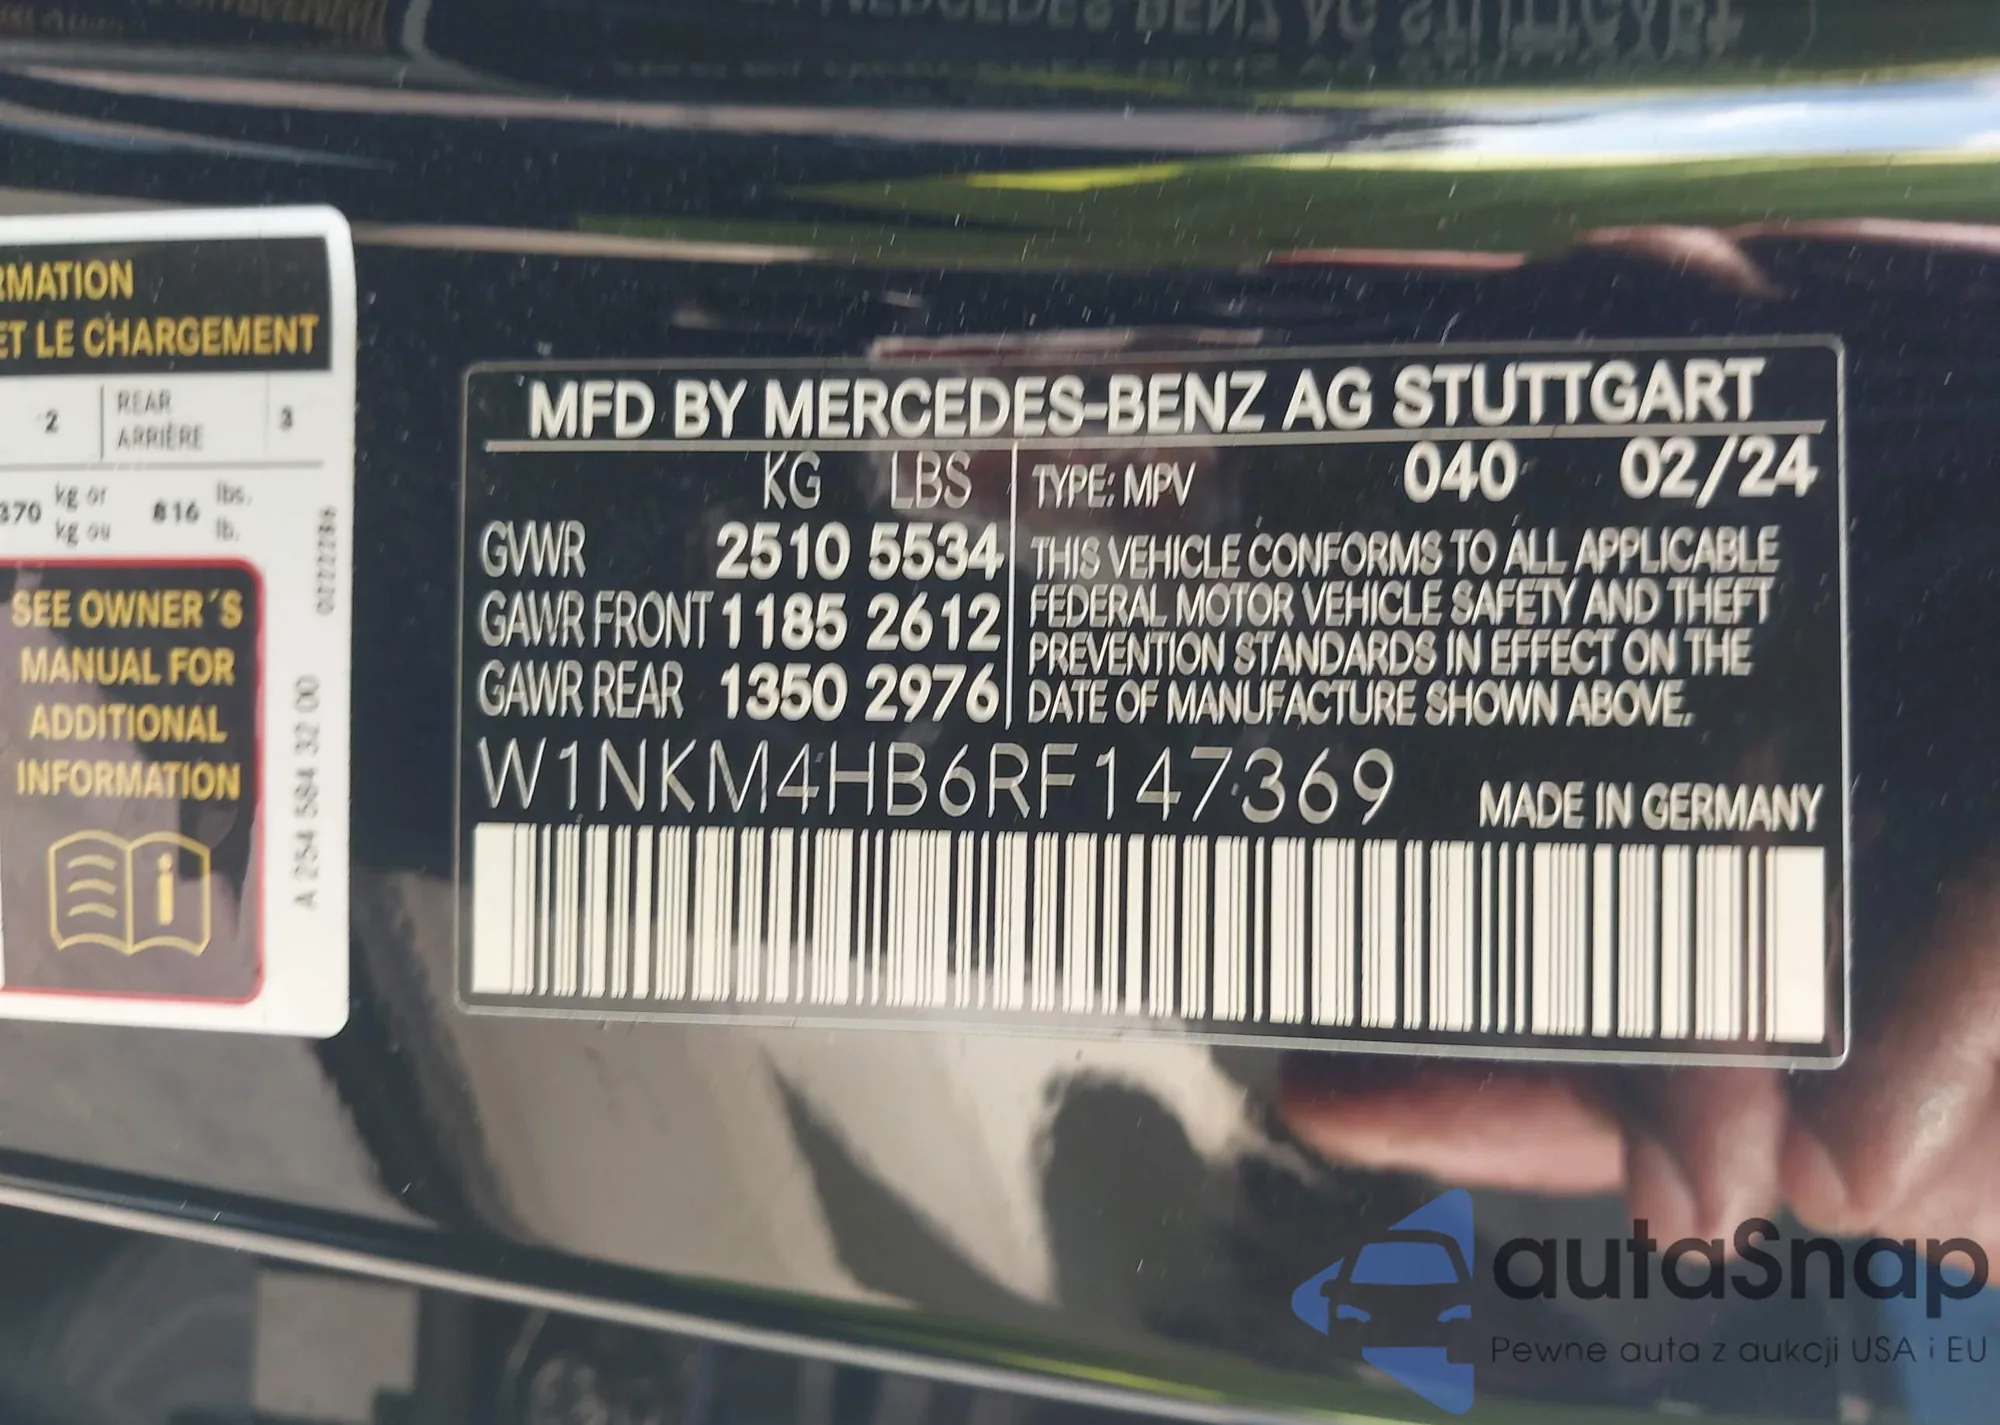 RMATION
ET LE CHARGEMENT
2
REAR
ARRIÈRE
3
370 kg or 816 lbs.
kg ou lb.
SEE OWNER´S
MANUAL FOR
ADDITIONAL
INFORMATION
A 254 584 32 00
MFD BY MERCEDES-BENZ AG STUTTGART
KG LBS
GVWR 2510 5534
GAWR FRONT 1185 2612
GAWR REAR 1350 2976
TYPE: MPV 040 02/24
THIS VEHICLE CONFORMS TO ALL APPLICABLE
FEDERAL MOTOR VEHICLE SAFETY AND THEFT
PREVENTION STANDARDS IN EFFECT ON THE
DATE OF MANUFACTURE SHOWN ABOVE.
W1NKM4HB6RF147369
MADE IN GERMANY
autaSnap
Pewne auta z aukcji USA i EU